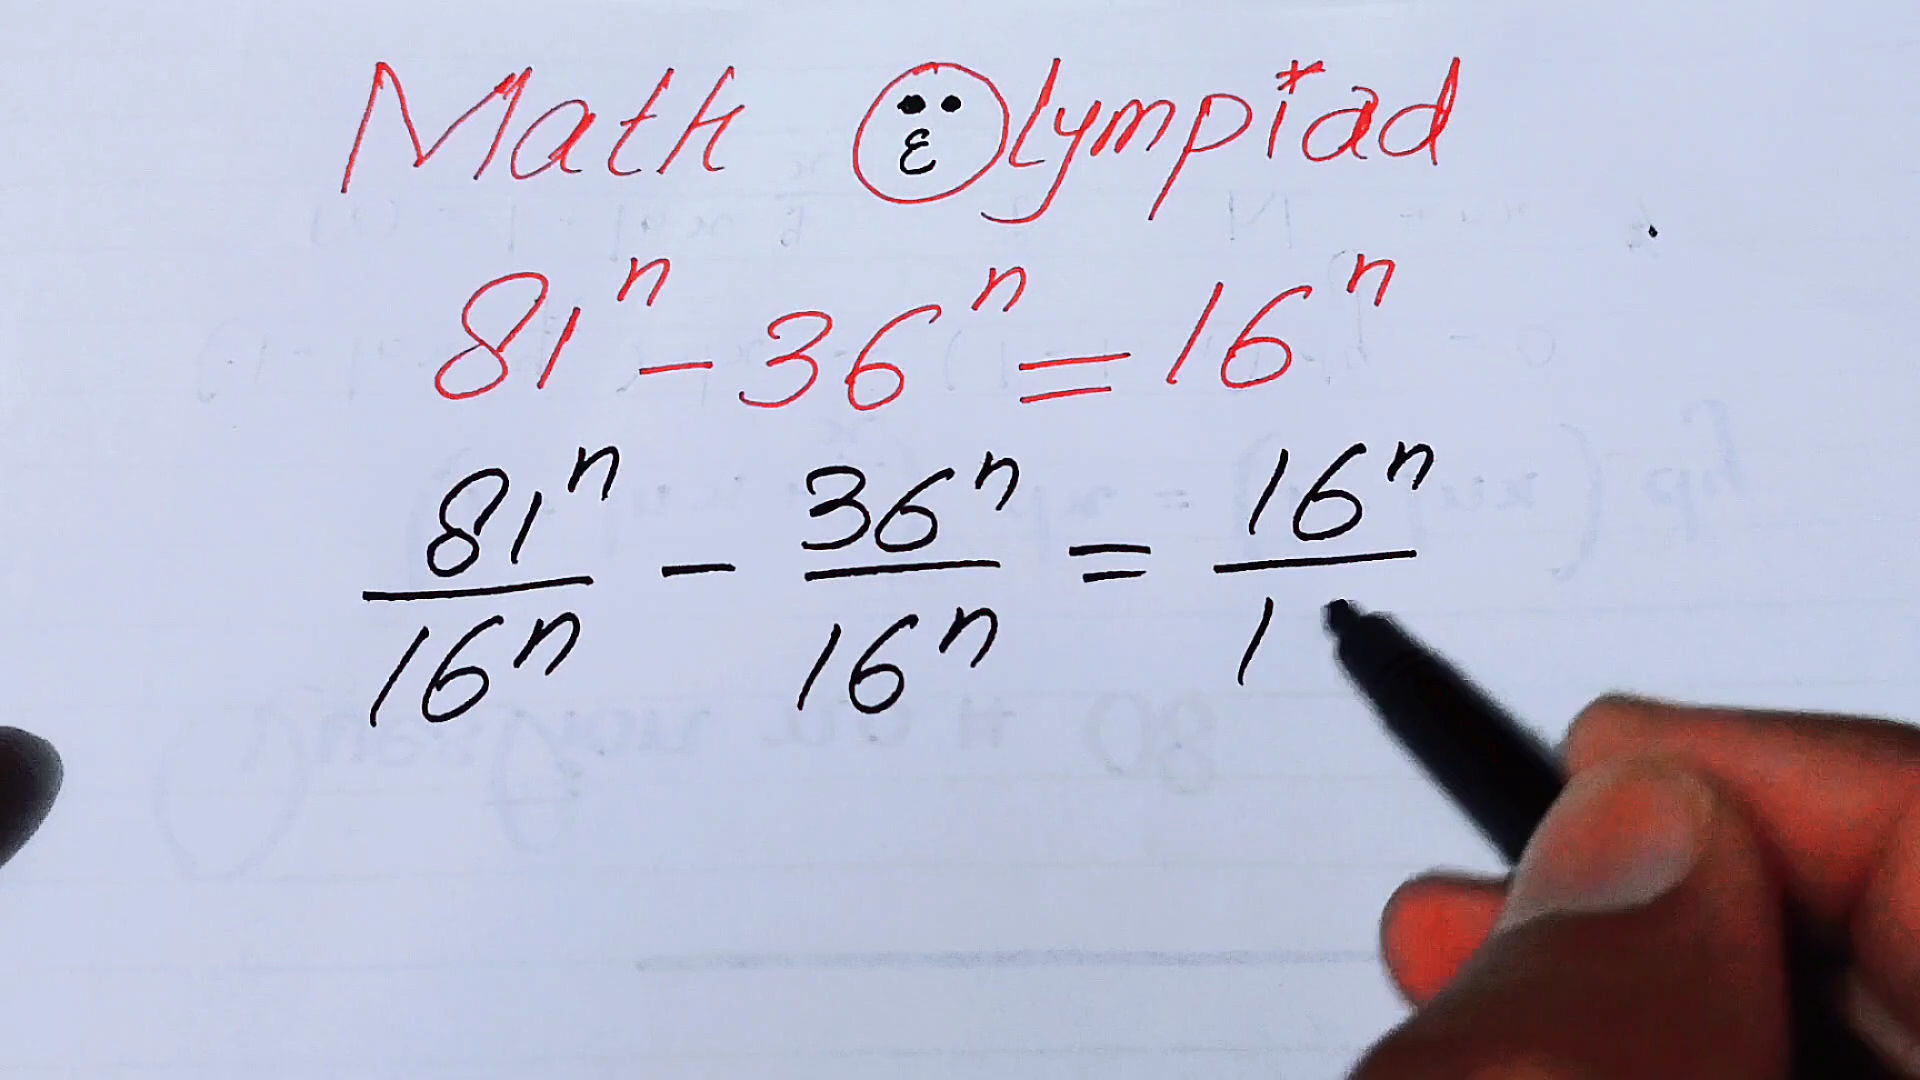 Math Olympiad
81ⁿ - 36ⁿ = 16ⁿ
81ⁿ/16ⁿ - 36ⁿ/16ⁿ = 16ⁿ/1